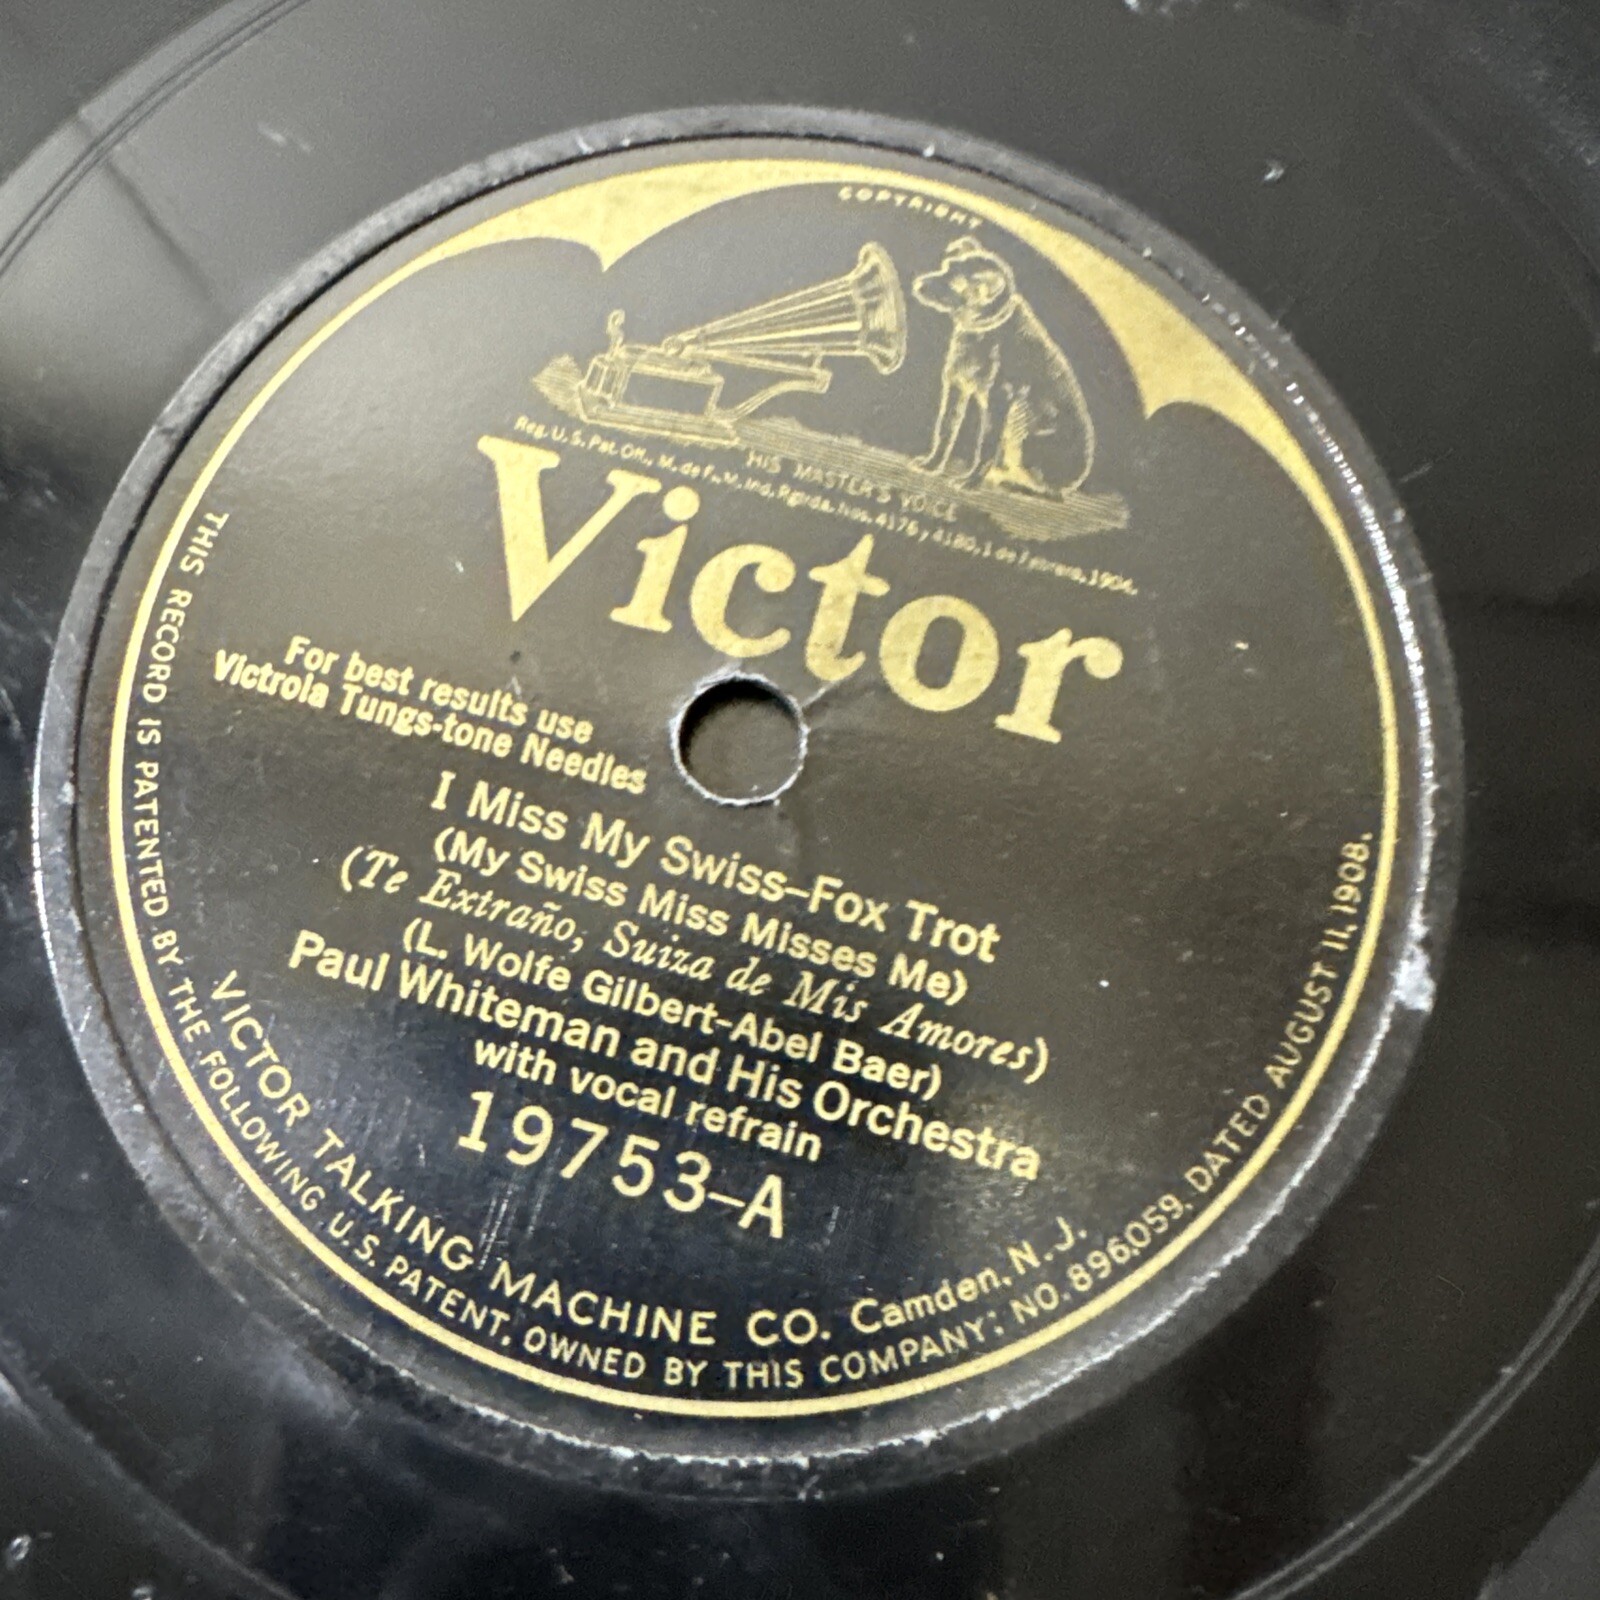 COPYRIGHT
HIS MASTER'S VOICE
Reg. U.S. Pat. Off., M. de F., M. Ind. Rgtrda. Nos. 4176 y 4180, 1 de Febrero, 1904.
Victor
For best results use
Victrola Tungs-tone Needles
I Miss My Swiss–Fox Trot
(My Swiss Miss Misses Me)
(Te Extraño, Suiza de Mis Amores)
(L. Wolfe Gilbert-Abel Baer)
Paul Whiteman and His Orchestra
with vocal refrain
19753–A
VICTOR TALKING MACHINE CO. Camden, N.J.
THIS RECORD IS PATENTED BY THE FOLLOWING U.S. PATENT, OWNED BY THIS COMPANY: NO. 896,059, DATED AUGUST 11, 1908.